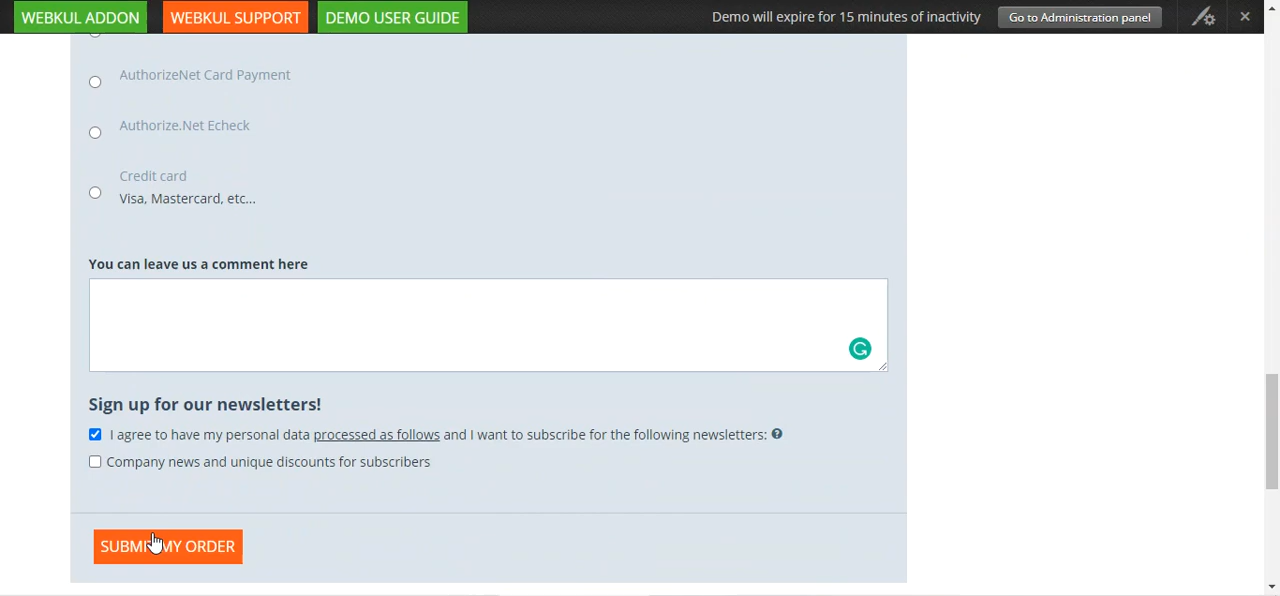 WEBKUL ADDON WEBKUL SUPPORT DEMO USER GUIDE Demo will expire for 15 minutes of inactivity Go to Administration panel
AuthorizeNet Card Payment
Authorize.Net Echeck
Credit card
Visa, Mastercard, etc...
You can leave us a comment here
Sign up for our newsletters!
I agree to have my personal data processed as follows and I want to subscribe for the following newsletters:
Company news and unique discounts for subscribers
SUBMIT MY ORDER